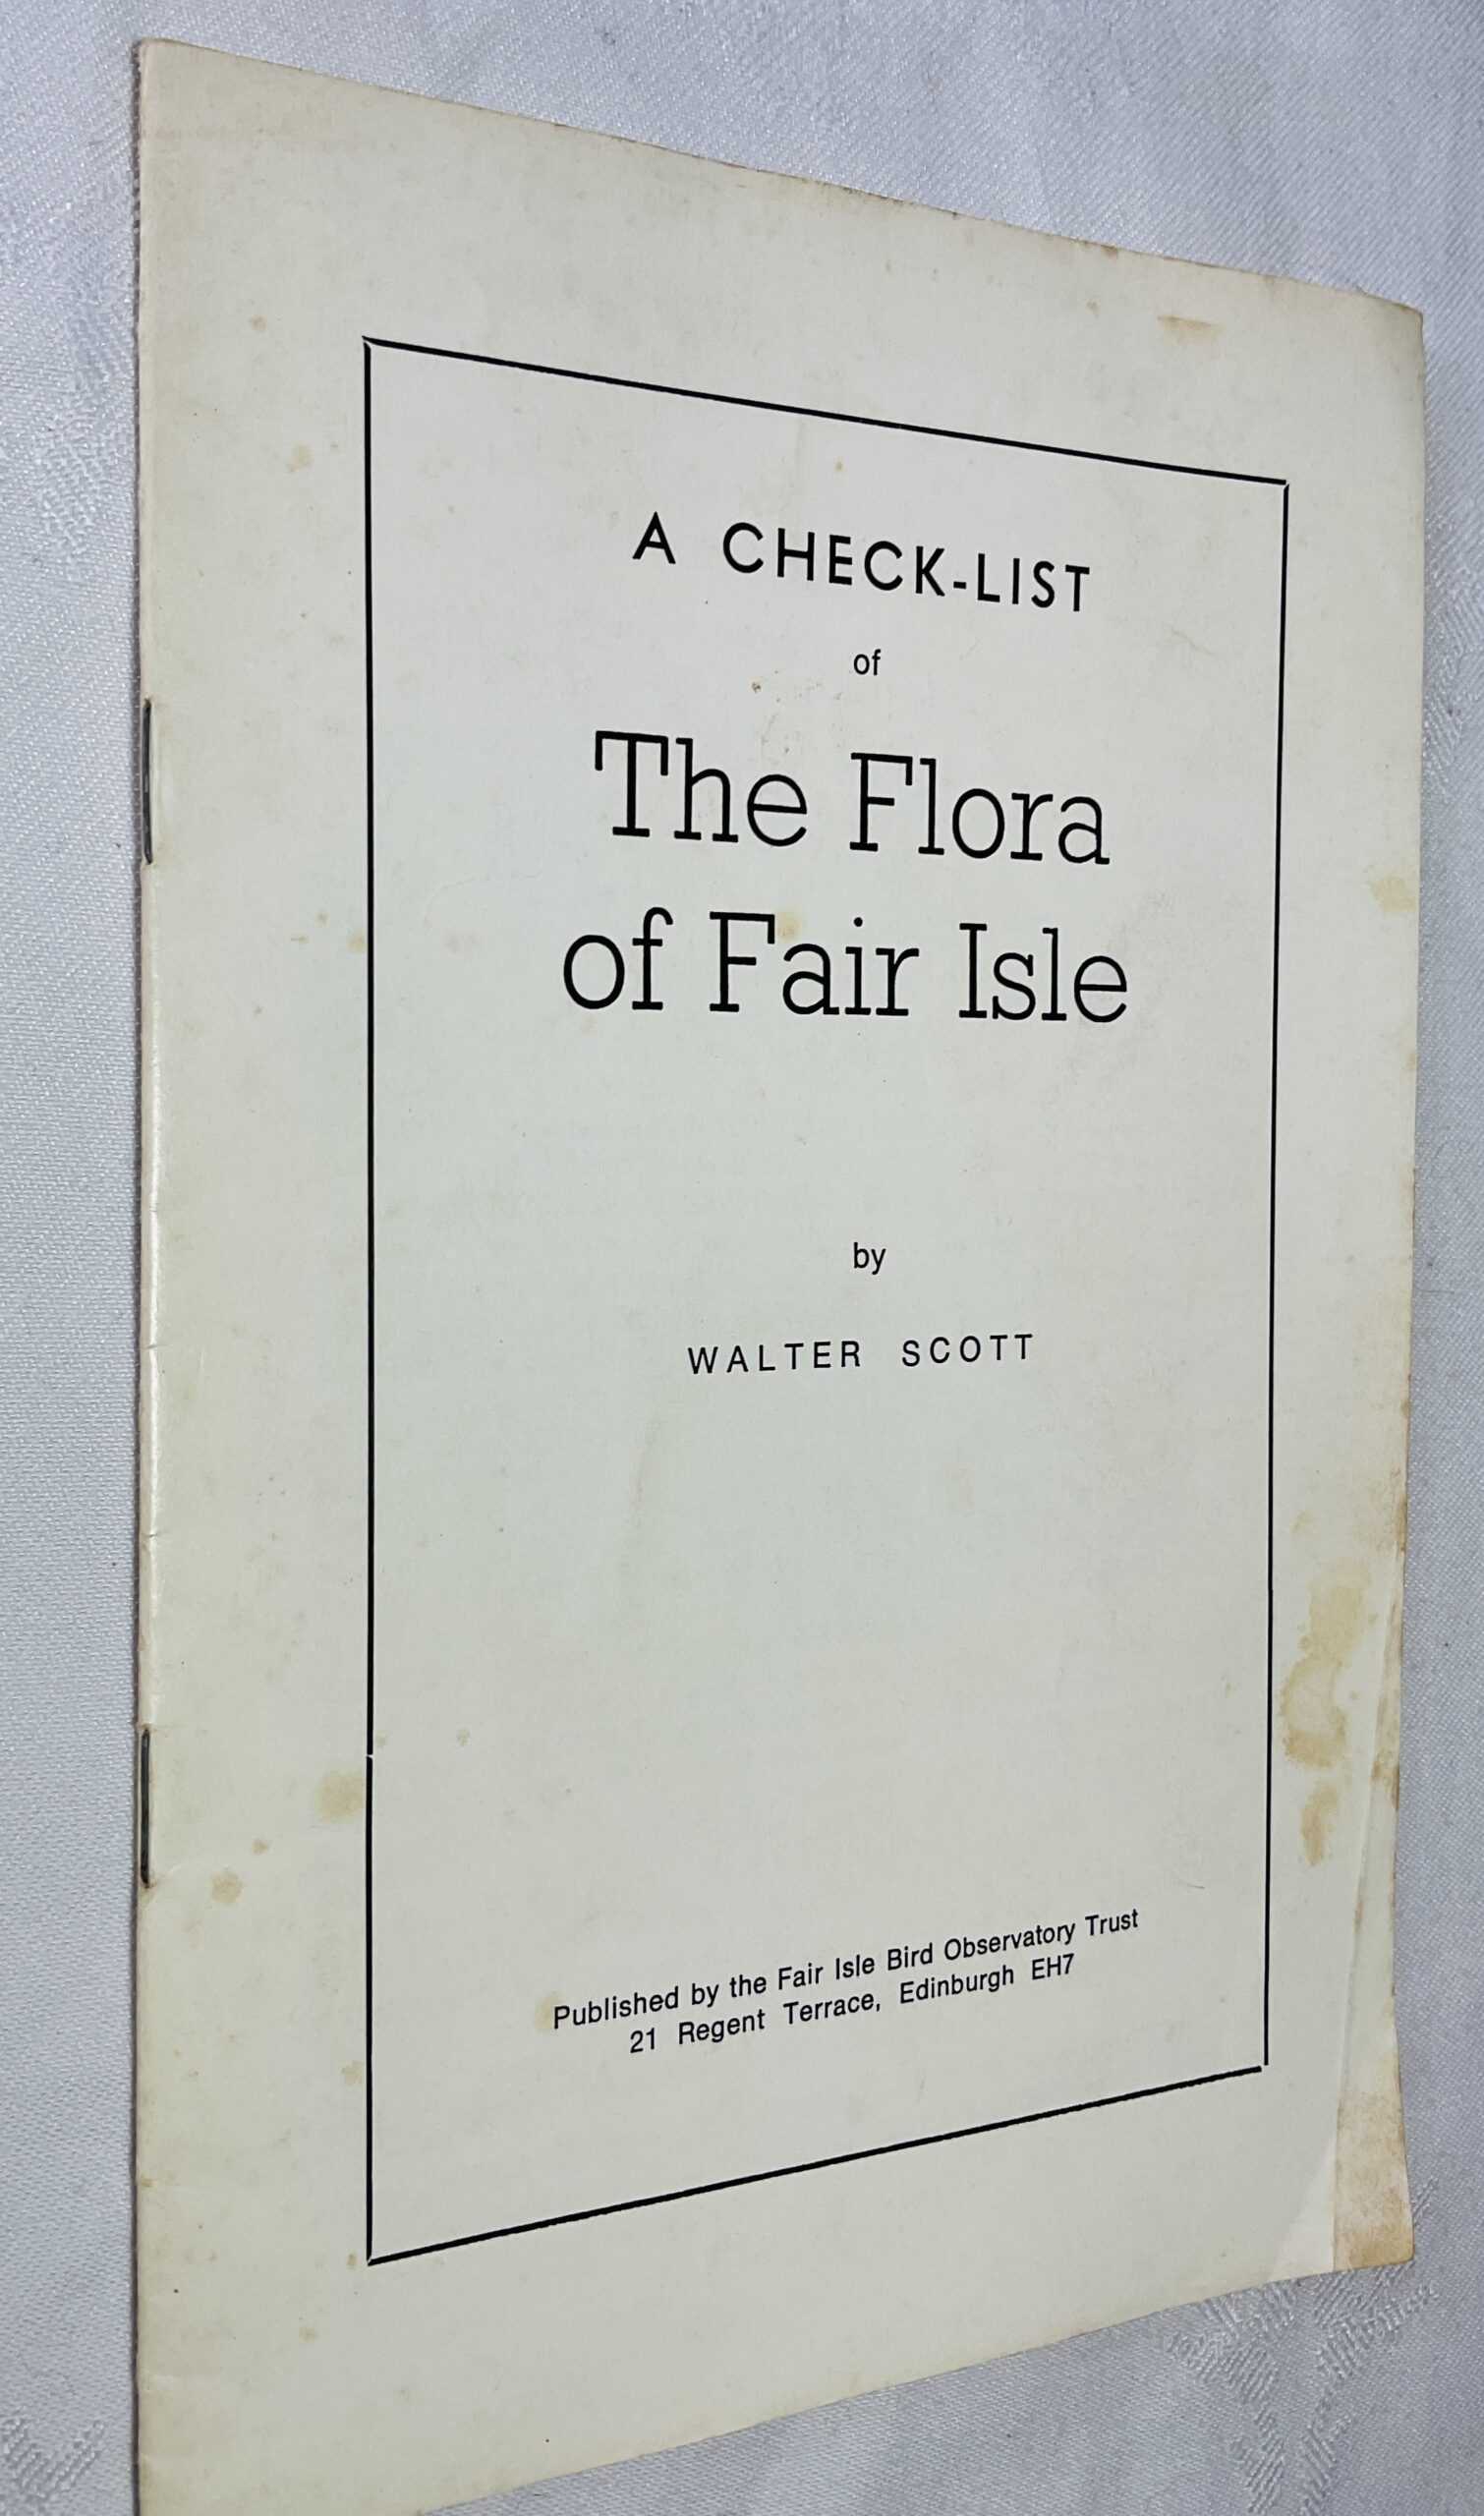 A CHECK-LIST
of
The Flora
of Fair Isle
by
WALTER SCOTT
Published by the Fair Isle Bird Observatory Trust
21 Regent Terrace, Edinburgh EH7